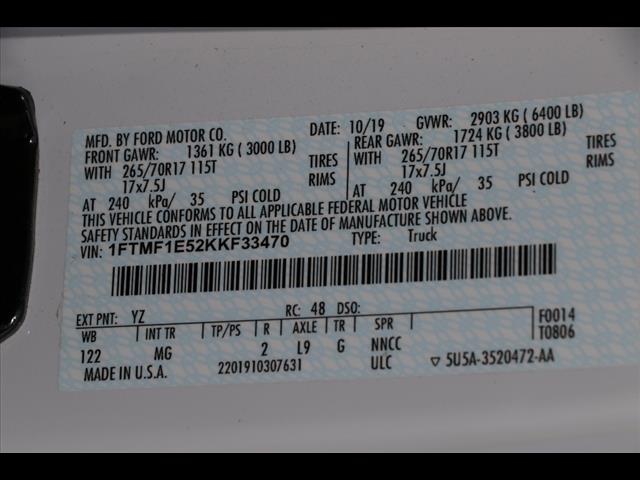 MFD. BY FORD MOTOR CO. DATE: 10/19 GVWR: 2903 KG (6400 LB)
FRONT GAWR: 1361 KG (3000 LB) REAR GAWR: 1724 KG (3800 LB)
WITH 265/70R17 115T TIRES WITH 265/70R17 115T TIRES
17x7.5J RIMS 17x7.5J RIMS
AT 240 kPa/ 35 PSI COLD AT 240 kPa/ 35 PSI COLD
THIS VEHICLE CONFORMS TO ALL APPLICABLE FEDERAL MOTOR VEHICLE
SAFETY STANDARDS IN EFFECT ON THE DATE OF MANUFACTURE SHOWN ABOVE.
VIN: 1FTMF1E52KKF33470 TYPE: Truck
EXT PNT: YZ RC: 48 DSO: F0014
WB INT TR TP/PS R AXLE TR SPR T0806
122 MG 2 L9 G NNCC
MADE IN U.S.A. 2201910307631 ULC ▽ 5U5A-3520472-AA